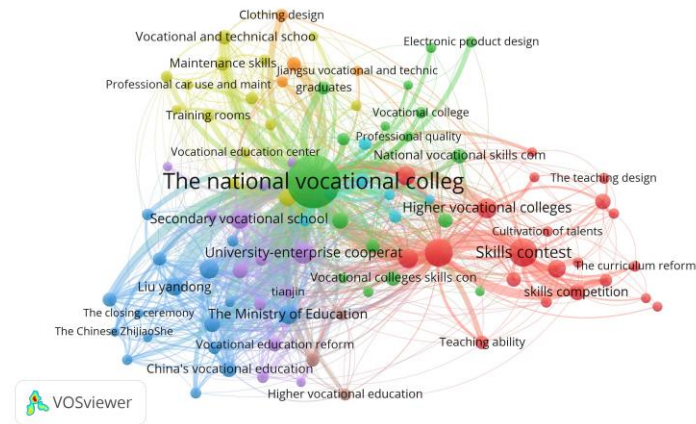 Clothing design
Vocational and technical schoo
Electronic product design
Maintenance skills
Jiangsu vocational and technic
Professional car use and maint
graduates
Training rooms
Vocational college
Professional quality
Vocational education center
National vocational skills com
The national vocational colleg
The teaching design
Higher vocational colleges
Secondary vocational school
Cultivation of talents
University-enterprise cooperat
Skills contest
The curriculum reform
Vocational colleges skills con
Liu yandong
tianjin
skills competition
The closing ceremony
The Ministry of Education
The Chinese ZhiJiaoShe
Vocational education reform
Teaching ability
China's vocational education
Higher vocational education
VOSviewer